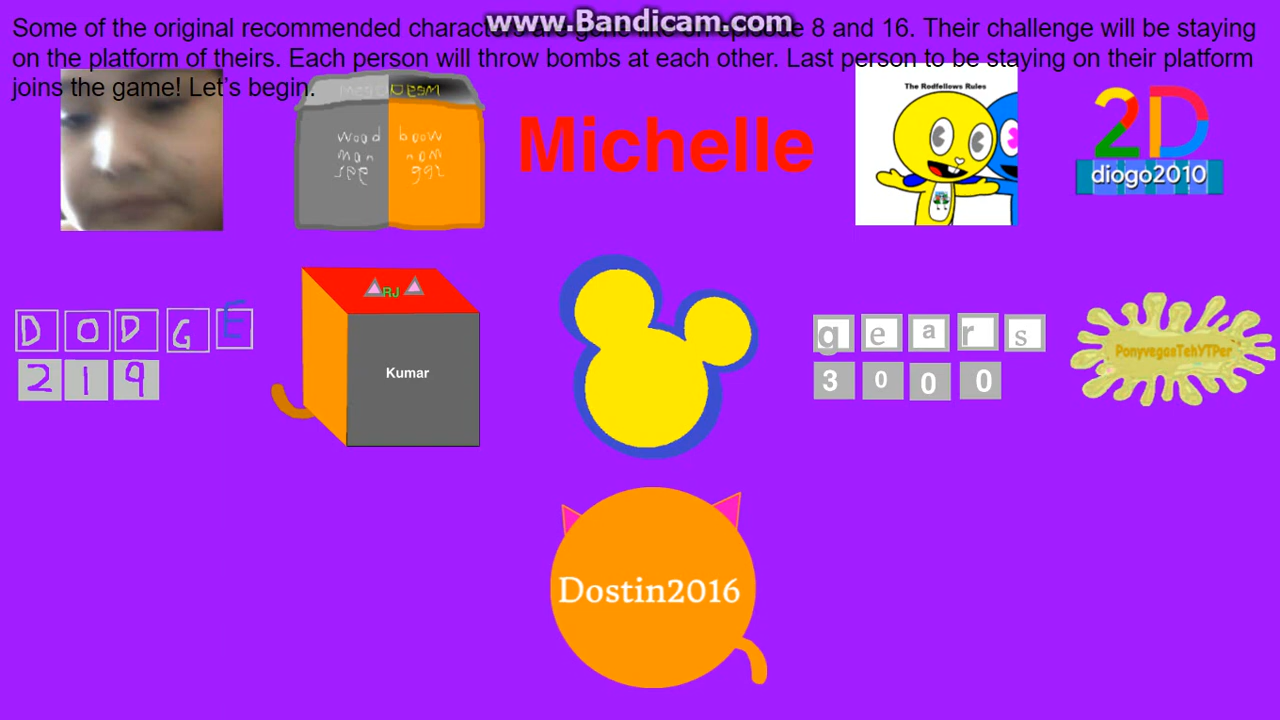 www.Bandicam.com
Some of the original recommended characters are gone like in episode 8 and 16. Their challenge will be staying
on the platform of theirs. Each person will throw bombs at each other. Last person to be staying on their platform
joins the game! Let's begin.
wood
man
see
Michelle
The Rodfellows Rules
2D
diogo2010
DODGE
219
RJ
Kumar
gears
3000
PonyvegasTehYTPer
Dostin2016